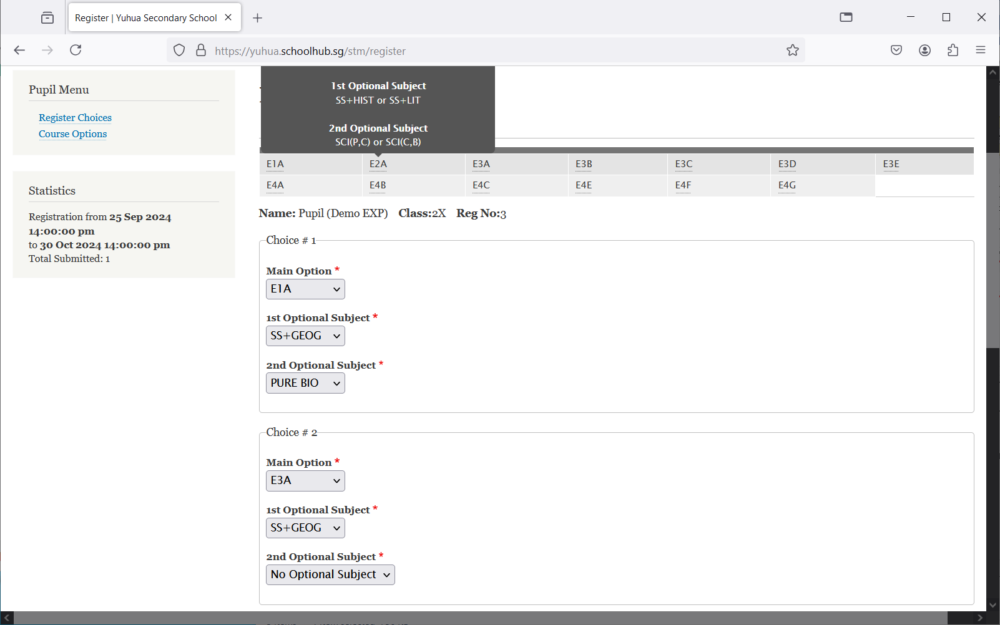 Register | Yuhua Secondary School
https://yuhua.schoolhub.sg/stm/register
Pupil Menu
Register Choices
Course Options
Statistics
Registration from 25 Sep 2024
14:00:00 pm
to 30 Oct 2024 14:00:00 pm
Total Submitted: 1
1st Optional Subject
SS+HIST or SS+LIT
2nd Optional Subject
SCI(P,C) or SCI(C,B)
E1A E2A E3A E3B E3C E3D E3E
E4A E4B E4C E4E E4F E4G
Name: Pupil (Demo EXP) Class:2X Reg No:3
Choice # 1
Main Option *
E1A
1st Optional Subject *
SS+GEOG
2nd Optional Subject *
PURE BIO
Choice # 2
Main Option *
E3A
1st Optional Subject *
SS+GEOG
2nd Optional Subject *
No Optional Subject